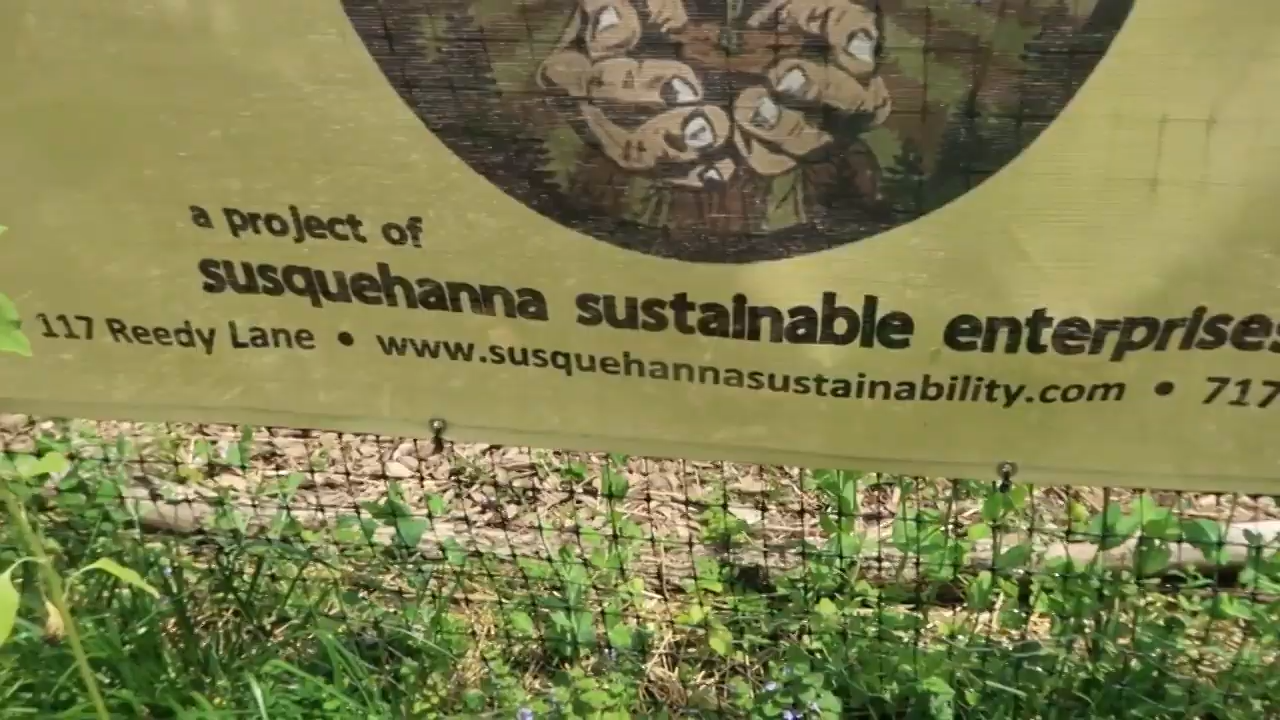 a project of
susquehanna sustainable enterprises
117 Reedy Lane • www.susquehannasustainability.com • 717